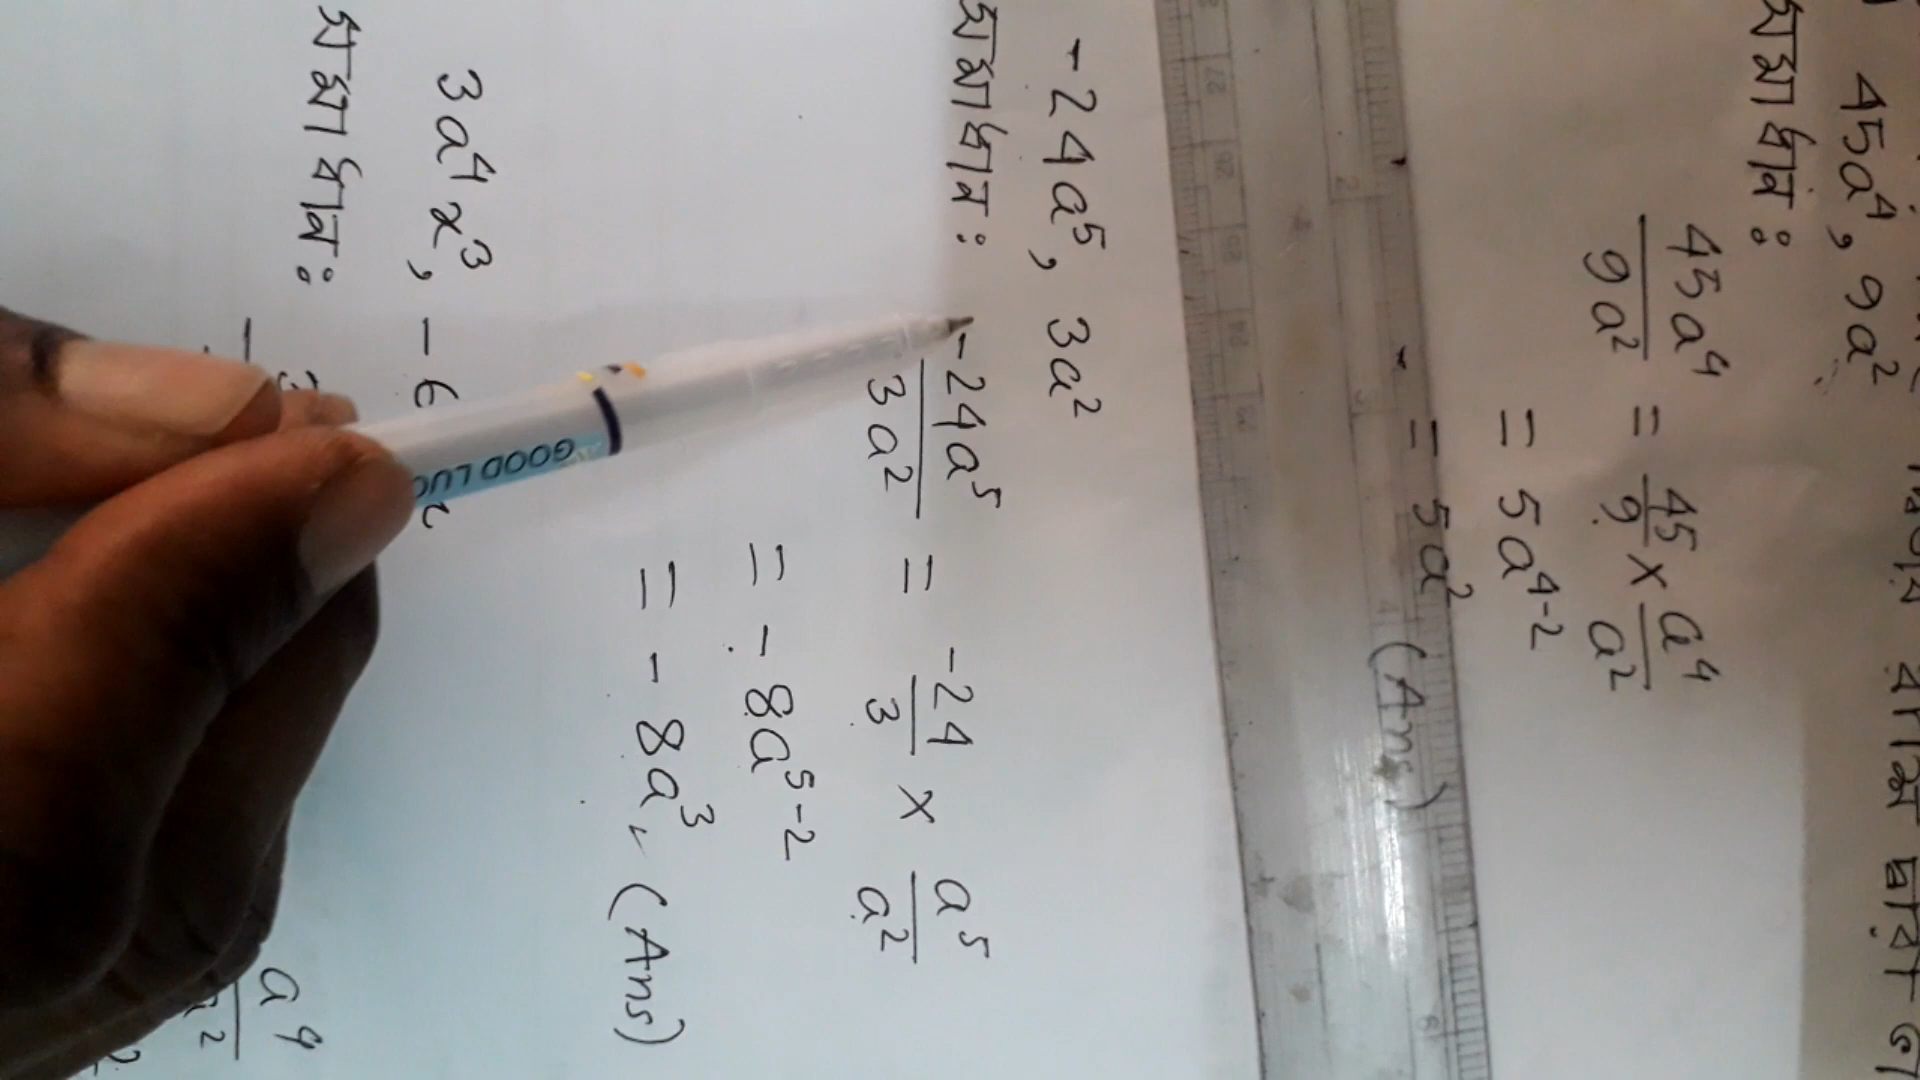 45a⁴, 9a²
সমাধান:
45a⁴/9a² = 45/9 × a⁴/a²
= 5a⁴⁻²
= 5a² (Ans)
-24a⁵, 3a²
সমাধান:
-24a⁵/3a² = -24/3 × a⁵/a²
= -8a⁵⁻²
= -8a³, (Ans)
3a⁴x³, -6
সমাধান:
GOOD LUC